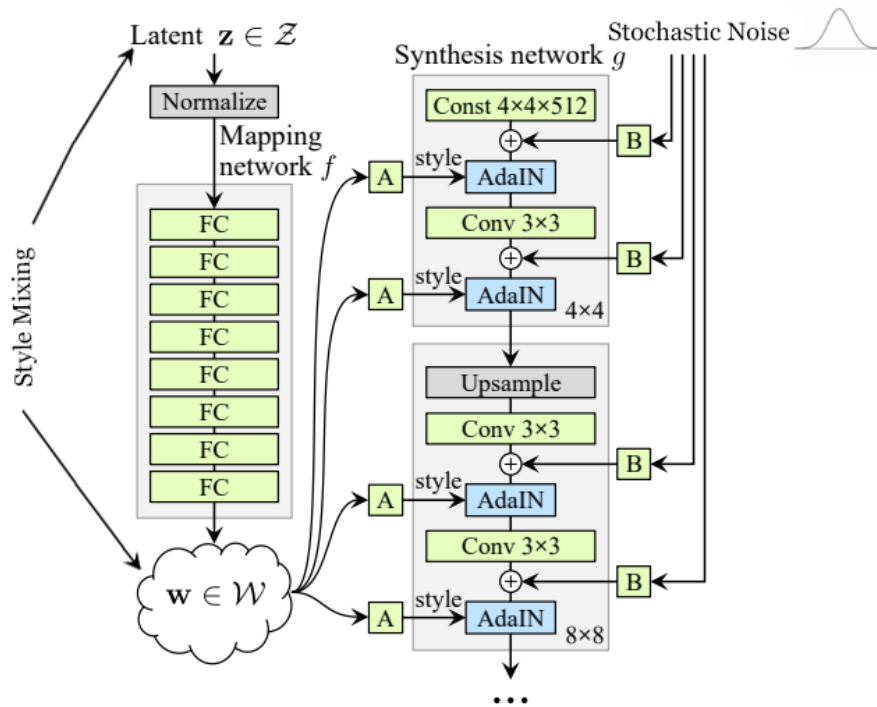 Latent z ∈ Z
Normalize
Mapping
network f
FC
FC
FC
FC
FC
FC
FC
FC
w ∈ W
Style Mixing
Stochastic Noise
Synthesis network g
Const 4×4×512
B
A
style
AdaIN
Conv 3×3
B
A
style
AdaIN
4×4
Upsample
Conv 3×3
B
A
style
AdaIN
Conv 3×3
B
A
style
AdaIN
8×8
...